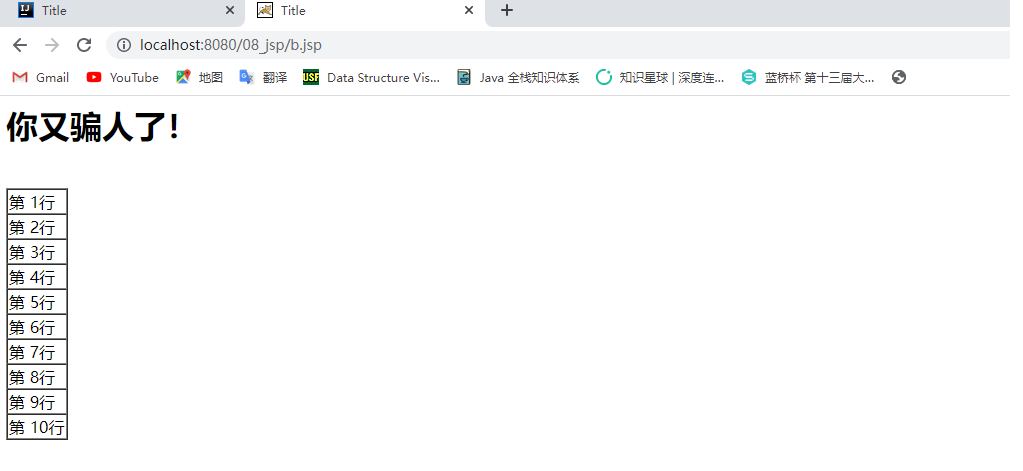 Title
Title
localhost:8080/08_jsp/b.jsp
Gmail
YouTube
地图
翻译
USF
Data Structure Vis...
Java 全栈知识体系
知识星球 | 深度连...
蓝桥杯 第十三届大...
你又骗人了！
第 1行
第 2行
第 3行
第 4行
第 5行
第 6行
第 7行
第 8行
第 9行
第 10行